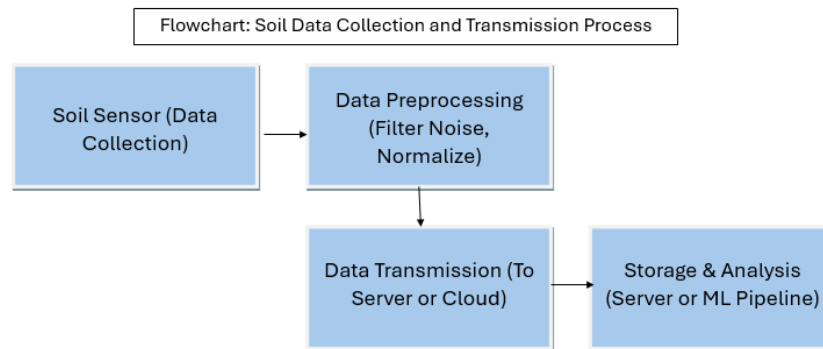 Flowchart: Soil Data Collection and Transmission Process
Soil Sensor (Data
Collection)
Data Preprocessing
(Filter Noise,
Normalize)
Data Transmission (To
Server or Cloud)
Storage & Analysis
(Server or ML Pipeline)